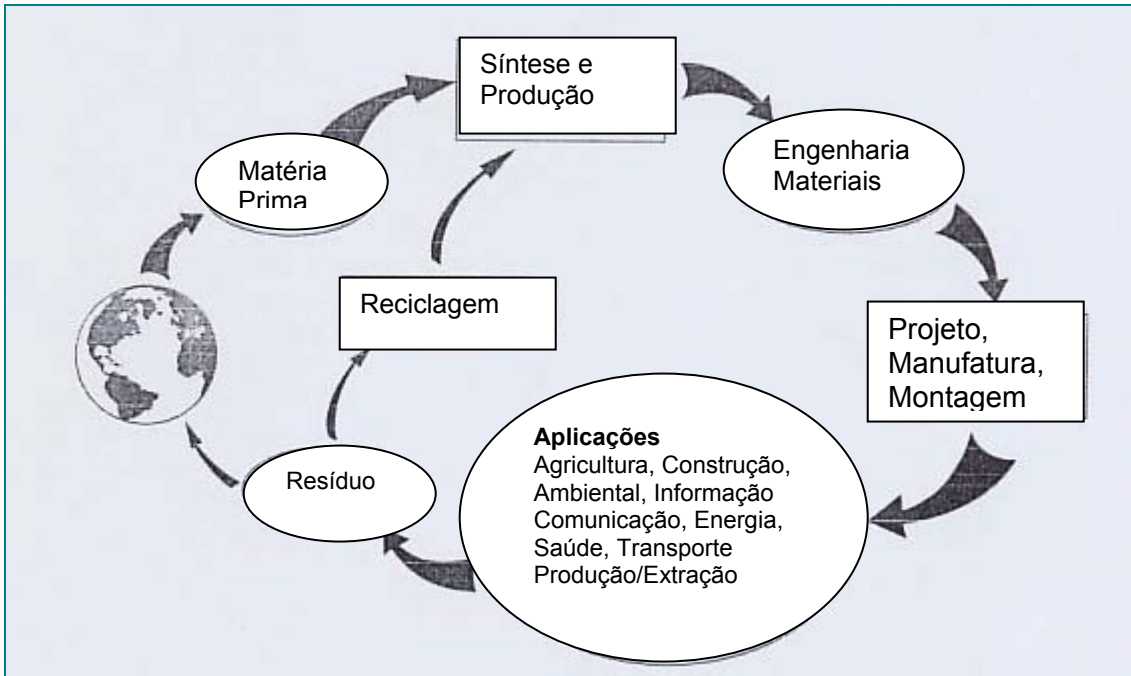 Síntese e
Produção
Engenharia
Materiais
Matéria
Prima
Reciclagem
Projeto,
Manufatura,
Montagem
Aplicações
Agricultura, Construção,
Ambiental, Informação
Comunicação, Energia,
Saúde, Transporte
Produção/Extração
Resíduo